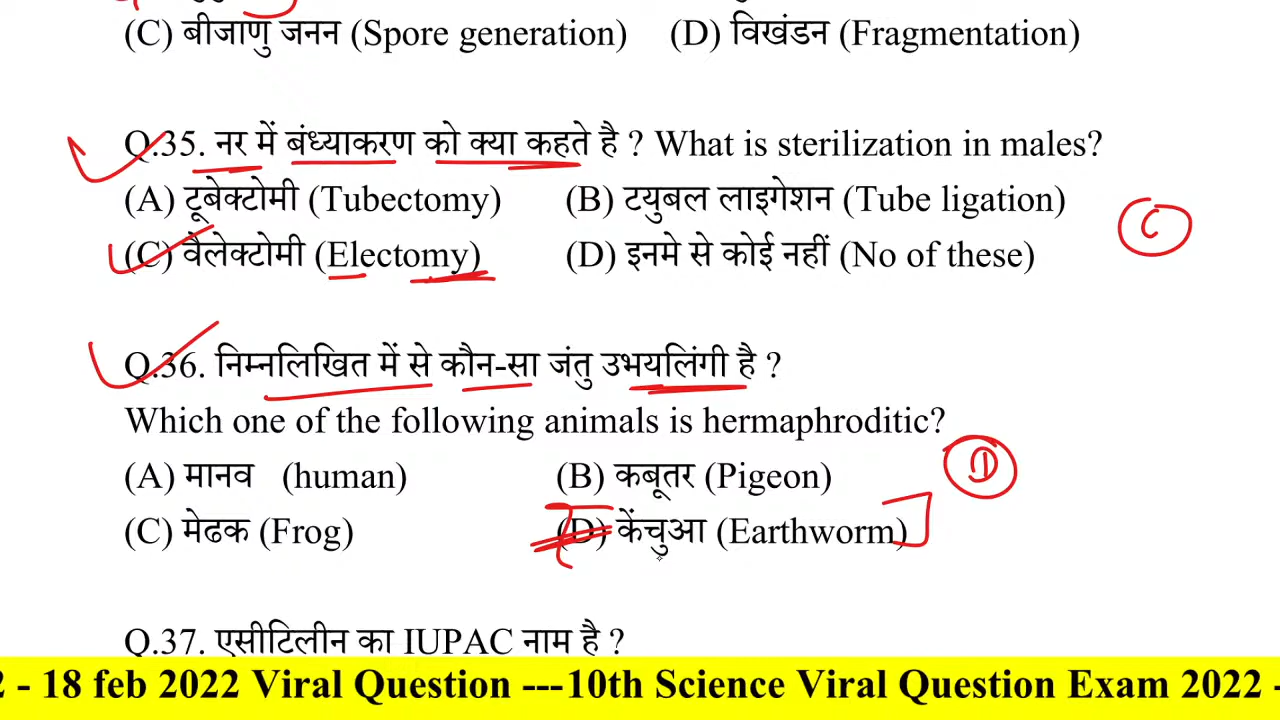 (C) बीजाणु जनन (Spore generation) (D) विखंडन (Fragmentation)
Q.35. नर में बंध्याकरण को क्या कहते है ? What is sterilization in males?
(A) टूबेक्टोमी (Tubectomy) (B) टयुबल लाइगेशन (Tube ligation)
(C) वैलेक्टोमी (Electomy) (D) इनमे से कोई नहीं (No of these)
C
Q.36. निम्नलिखित में से कौन-सा जंतु उभयलिंगी है ?
Which one of the following animals is hermaphroditic?
(A) मानव (human) (B) कबूतर (Pigeon)
D
(C) मेढक (Frog) (D) केंचुआ (Earthworm)
Q.37. एसीटिलीन का IUPAC नाम है ?
2 - 18 feb 2022 Viral Question ---10th Science Viral Question Exam 2022 -